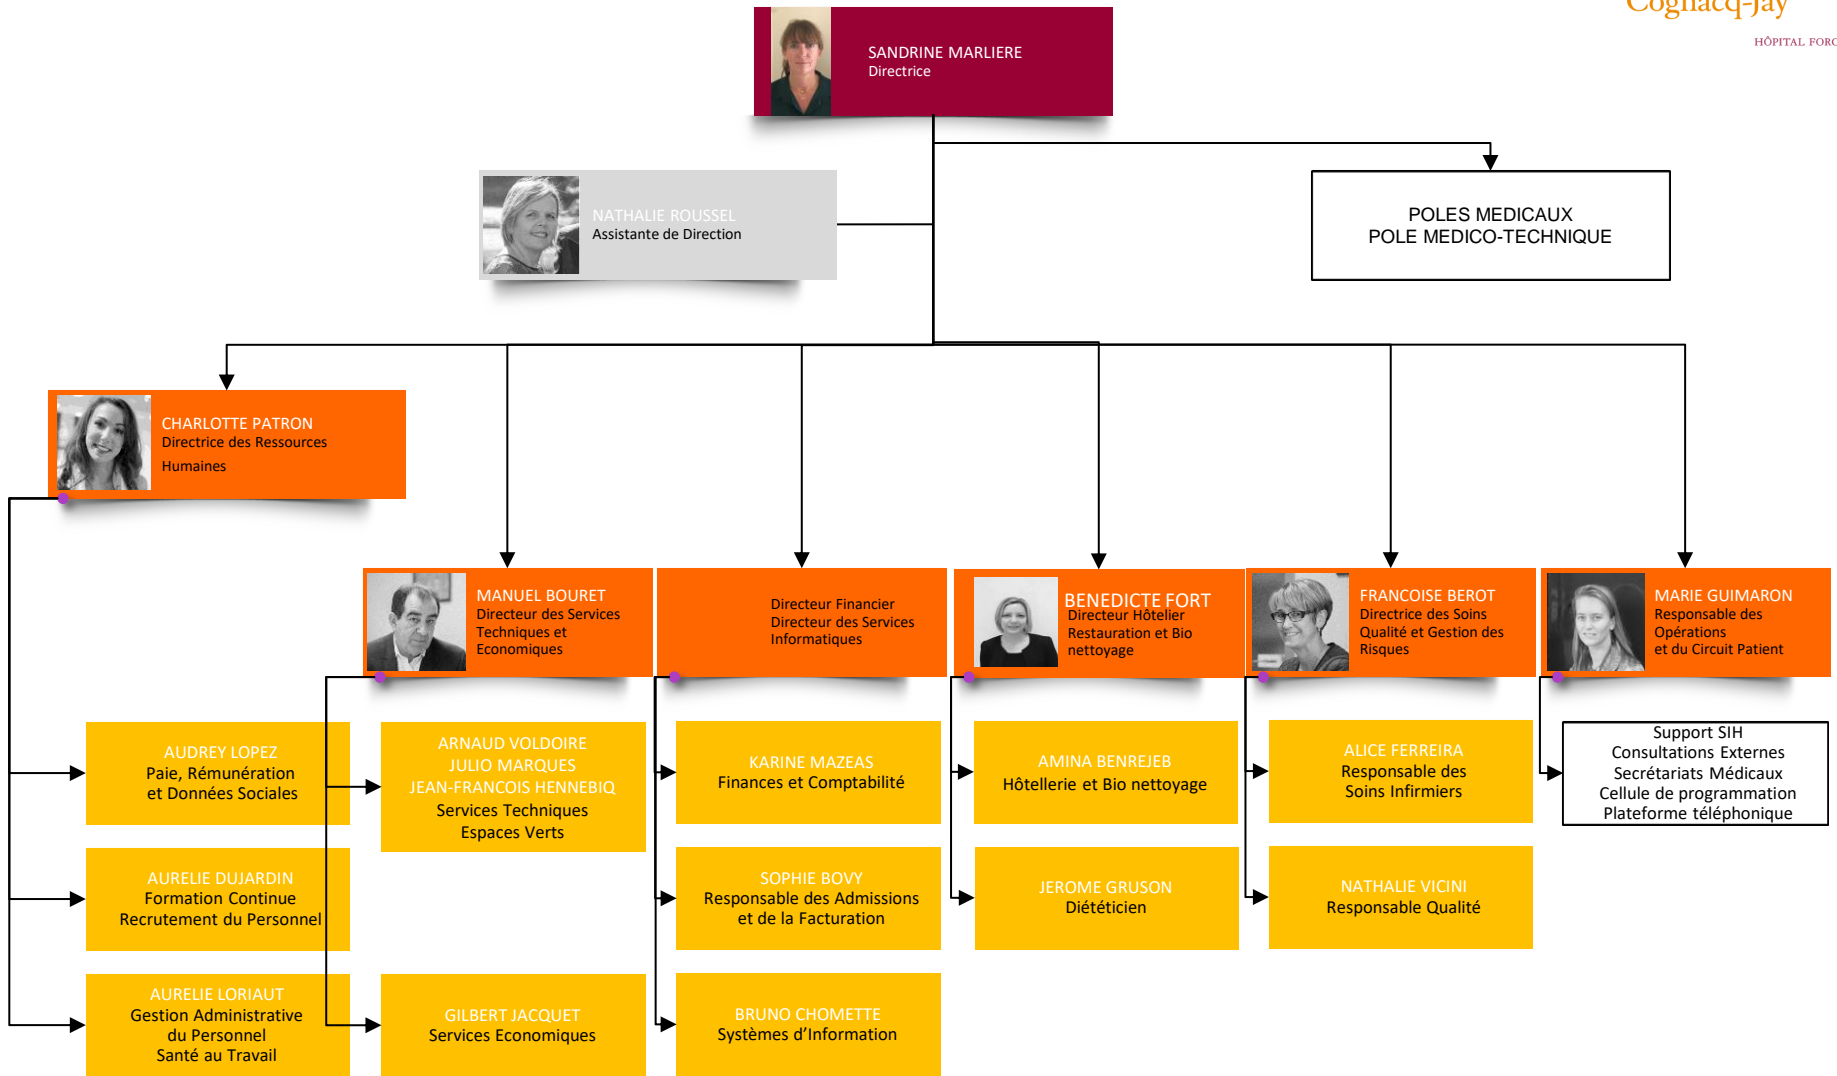 Cognacq-Jay
HÔPITAL
SANDRINE MARLIERE
Directrice
NATHALIE ROUSSEL
Assistante de Direction
POLES MEDICAUX
POLE MEDICO-TECHNIQUE
CHARLOTTE PATRON
Directrice des Ressources
Humaines
MANUEL BOURET
Directeur des Services
Techniques et
Economiques
Directeur Financier
Directeur des Services
Informatiques
BENEDICTE FORT
Directeur Hôtelier
Restauration et Bio
nettoyage
FRANCOISE BEROT
Directrice des Soins
Qualité et Gestion des
Risques
MARIE GUIMARON
Responsable des
Opérations
et du Circuit Patient
AUDREY LOPEZ
Paie, Rémunération
et Données Sociales
ARNAUD VOLDOIRE
JULIO MARQUES
JEAN-FRANCOIS HENNEBIQ
Services Techniques
Espaces Verts
KARINE MAZEAS
Finances et Comptabilité
AMINA BENREJEB
Hôtellerie et Bio nettoyage
ALICE FERREIRA
Responsable des
Soins Infirmiers
Support SIH
Consultations Externes
Secrétariats Médicaux
Cellule de programmation
Plateforme téléphonique
AURELIE DUJARDIN
Formation Continue
Recrutement du Personnel
SOPHIE BOVY
Responsable des Admissions
et de la Facturation
JEROME GRUSON
Diététicien
NATHALIE VICINI
Responsable Qualité
AURELIE LORIAUT
Gestion Administrative
du Personnel
Santé au Travail
GILBERT JACQUET
Services Economiques
BRUNO CHOMETTE
Systèmes d'Information